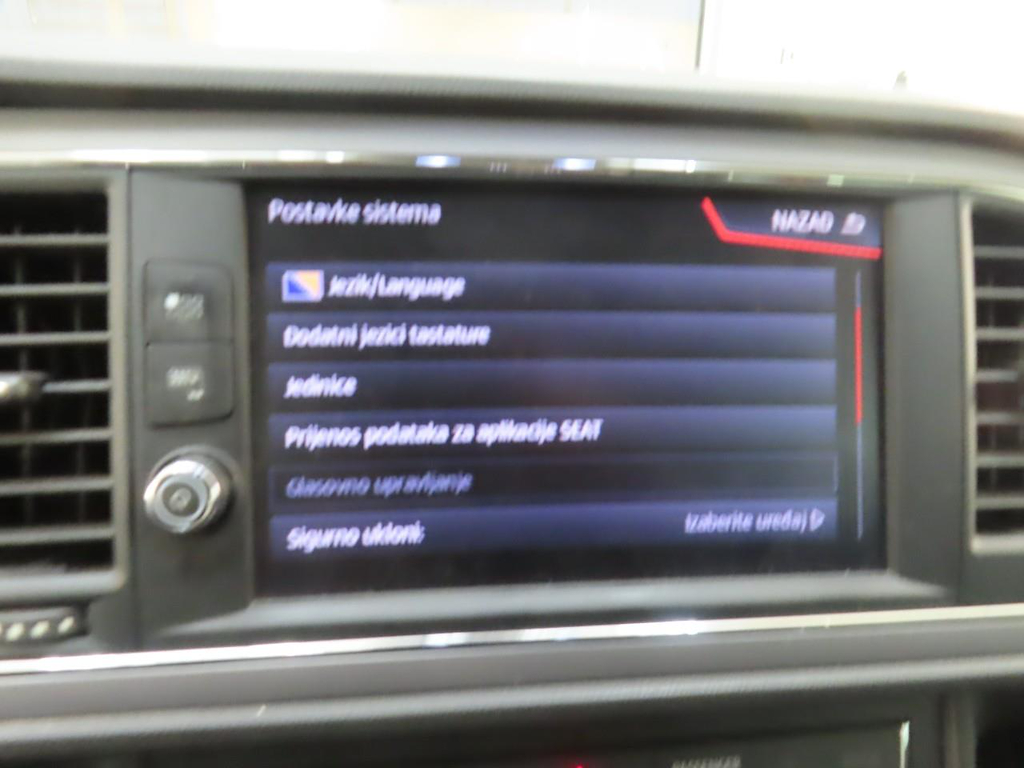 Postavke sistema
NAZAD
Jezik/Language
Dodatni jezici tastature
Jedinice
Prijenos podataka za aplikacije SEAT
Glasovno upravljanje
Sigurno ukloni:
Izaberite uređaj
PASSENGER